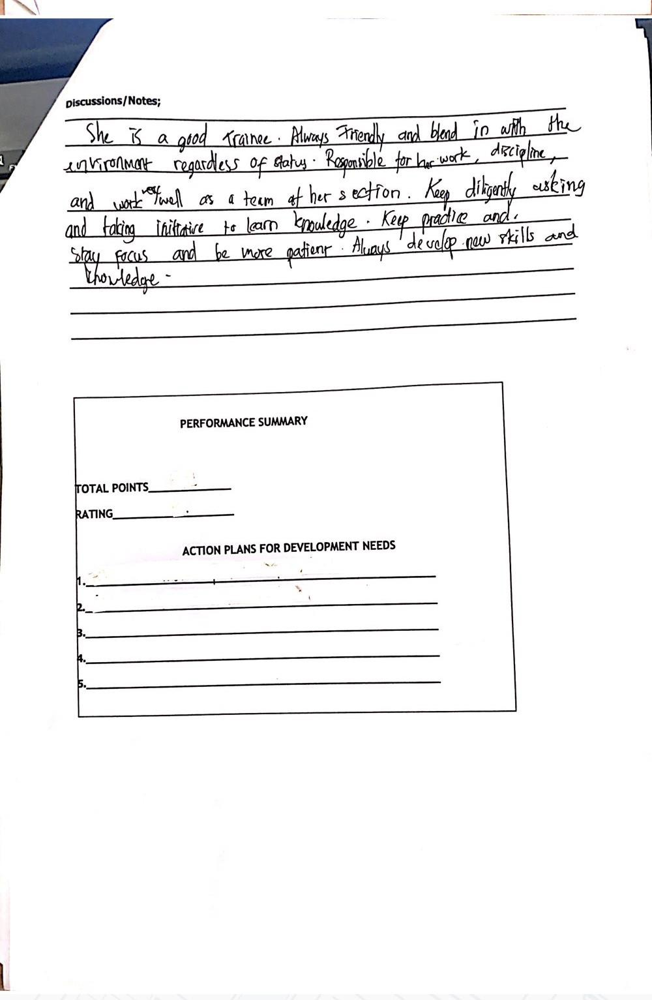 Discussions/Notes;
She is a good Trainee. Always Friendly and blend in with the
environment regardless of status. Responsible for her work, discipline,
and work very well as a team at her section. Keep diligently asking
and taking initiative to learn knowledge. Keep practice and.
Stay focus and be more patient. Always develop new skills and
knowledge-
PERFORMANCE SUMMARY
TOTAL POINTS
RATING
ACTION PLANS FOR DEVELOPMENT NEEDS
1.
2.
3.
4.
5.